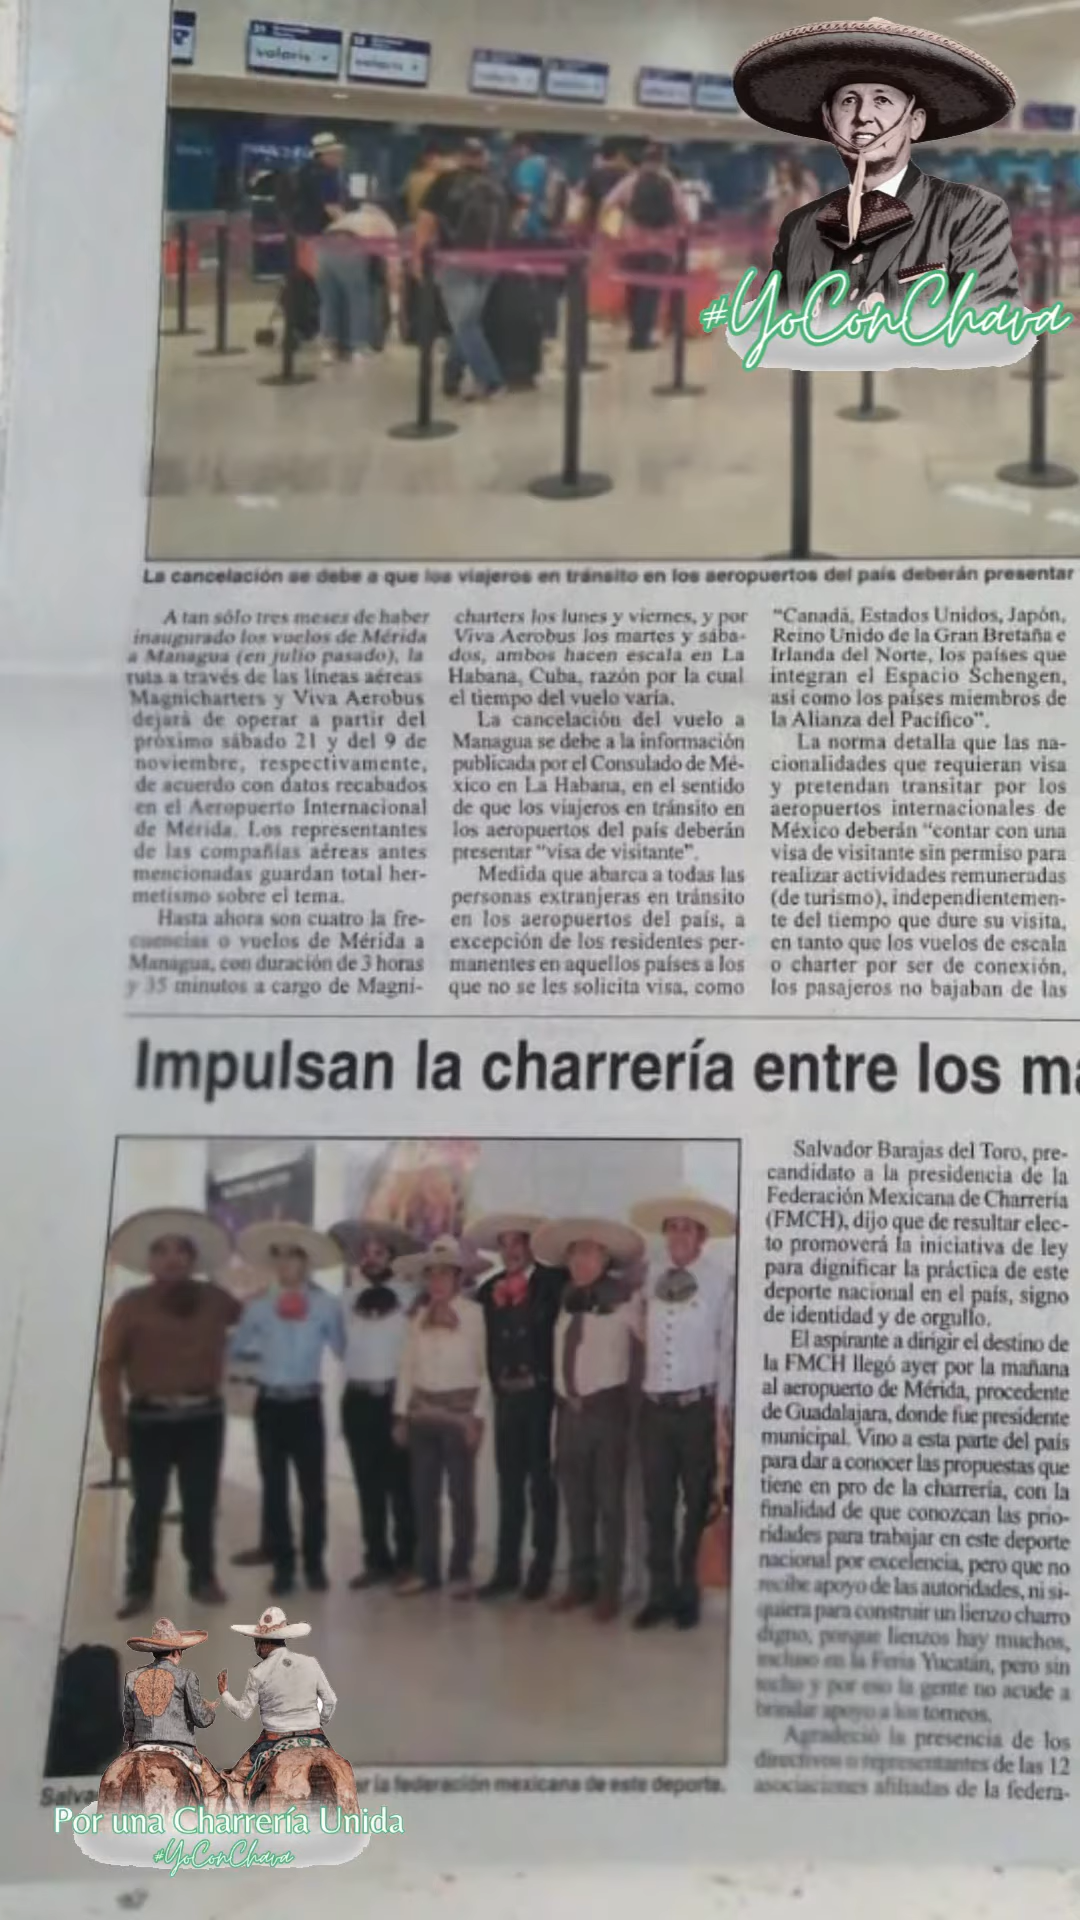 volaris
volaris
#YoConChava
La cancelación se debe a que los viajeros en tránsito en los aeropuertos del país deberán presentar
A tan sólo tres meses de haber
inaugurado los vuelos de Mérida
a Managua (en julio pasado), la
ruta a través de las líneas aéreas
Magnicharters y Viva Aerobus
dejará de operar a partir del
próximo sábado 21 y del 9 de
noviembre, respectivamente,
de acuerdo con datos recabados
en el Aeropuerto Internacional
de Mérida. Los representantes
de las compañías aéreas antes
mencionadas guardan total her-
metismo sobre el tema.
Hasta ahora son cuatro la fre-
cuencias o vuelos de Mérida a
Managua, con duración de 3 horas
y 35 minutos a cargo de Magni-
charters los lunes y viernes, y por
Viva Aerobus los martes y sába-
dos, ambos hacen escala en La
Habana, Cuba, razón por la cual
el tiempo del vuelo varía.
La cancelación del vuelo a
Managua se debe a la información
publicada por el Consulado de Mé-
xico en La Habana, en el sentido
de que los viajeros en tránsito en
los aeropuertos del país deberán
presentar "visa de visitante".
Medida que abarca a todas las
personas extranjeras en tránsito
en los aeropuertos del país, a
excepción de los residentes per-
manentes en aquellos países a los
que no se les solicita visa, como
"Canadá, Estados Unidos, Japón,
Reino Unido de la Gran Bretaña e
Irlanda del Norte, los países que
integran el Espacio Schengen,
así como los países miembros de
la Alianza del Pacífico".
La norma detalla que las na-
cionalidades que requieran visa
y pretendan transitar por los
aeropuertos internacionales de
México deberán "contar con una
visa de visitante sin permiso para
realizar actividades remuneradas
(de turismo), independientemen-
te del tiempo que dure su visita,
en tanto que los vuelos de escala
o charter por ser de conexión,
los pasajeros no bajaban de las
Impulsan la charrería entre los ma
Salvador Barajas del Toro, pre-
candidato a la presidencia de la
Federación Mexicana de Charrería
(FMCH), dijo que de resultar elec-
to promoverá la iniciativa de ley
para dignificar la práctica de este
deporte nacional en el país, signo
de identidad y de orgullo.
El aspirante a dirigir el destino de
la FMCH llegó ayer por la mañana
al aeropuerto de Mérida, procedente
de Guadalajara, donde fue presidente
municipal. Vino a esta parte del país
para dar a conocer las propuestas que
tiene en pro de la charrería, con la
finalidad de que conozcan las prio-
ridades para trabajar en este deporte
nacional por excelencia, pero que no
recibe apoyo de las autoridades, ni si-
quiera para construir un lienzo charro
digno, porque lienzos hay muchos,
incluso en la Feria Yucatán, pero sin
techo y por eso la gente no acude a
brindar apoyo a los torneos.
Agradeció la presencia de los
directivos o representantes de las 12
asociaciones afiliadas de la federa-
Salva
r la federación mexicana de este deporte.
Por una Charrería Unida
#YoConChava